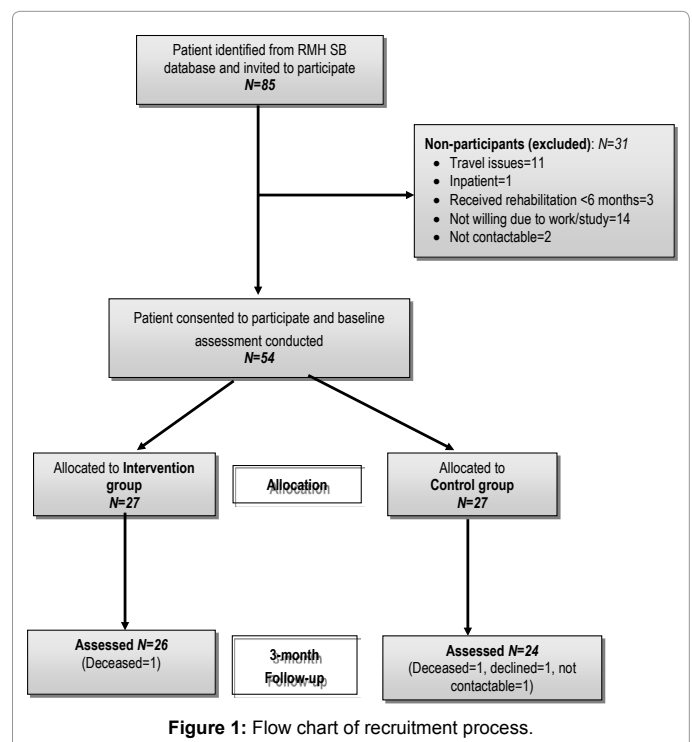 Patient identified from RMH SB
database and invited to participate
N=85
Non-participants (excluded): N=31
• Travel issues=11
• Inpatient=1
• Received rehabilitation <6 months=3
• Not willing due to work/study=14
• Not contactable=2
Patient consented to participate and baseline
assessment conducted
N=54
Allocated to Intervention
group
N=27
Allocation
Allocated to
Control group
N=27
Assessed N=26
(Deceased=1)
3-month
Follow-up
Assessed N=24
(Deceased=1, declined=1, not
contactable=1)
Figure 1: Flow chart of recruitment process.